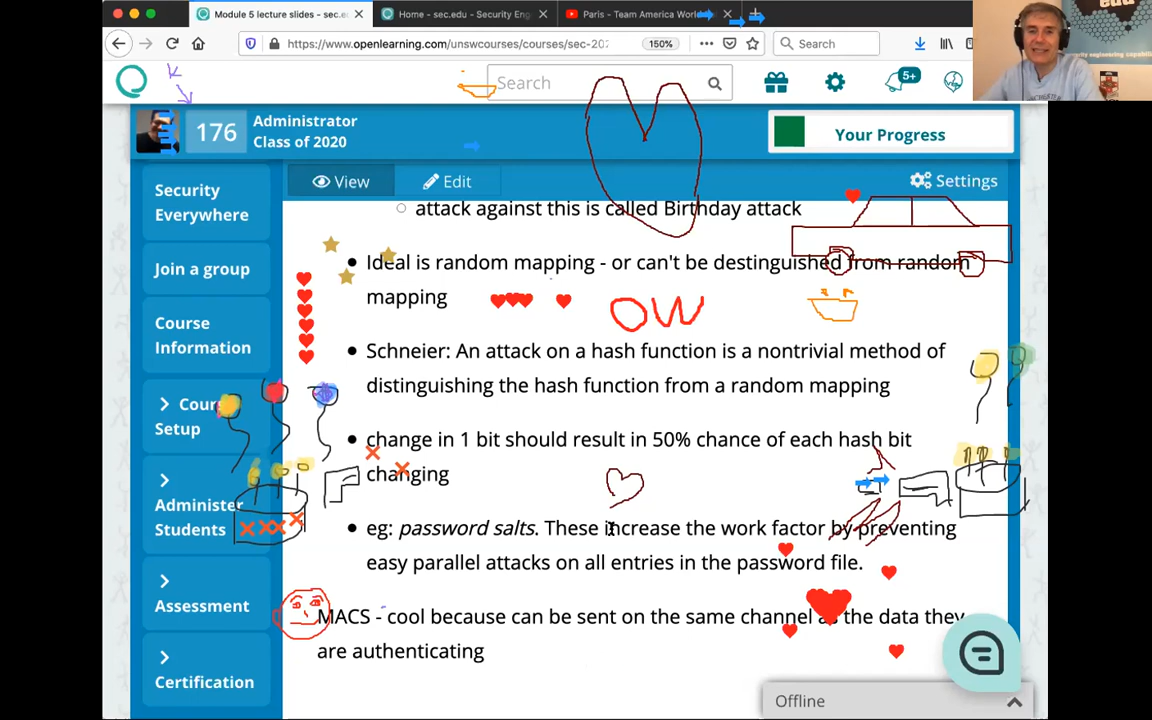 Module 5 lecture slides - sec.e
Home - sec.edu - Security Eng
Paris - Team America World
https://www.openlearning.com/unswcourses/courses/sec-202
150%
Search
Search
5+
K
176
Administrator
Class of 2020
Your Progress
View
Edit
Settings
Security
Everywhere
Join a group
Course
Information
Cour
Setup
Administer
Students
Assessment
Certification
attack against this is called Birthday attack
Ideal is random mapping - or can't be destinguished from random
mapping
OW
Schneier: An attack on a hash function is a nontrivial method of
distinguishing the hash function from a random mapping
change in 1 bit should result in 50% chance of each hash bit
changing
eg: password salts. These increase the work factor by preventing
easy parallel attacks on all entries in the password file.
MACS - cool because can be sent on the same channel as the data they
are authenticating
Offline